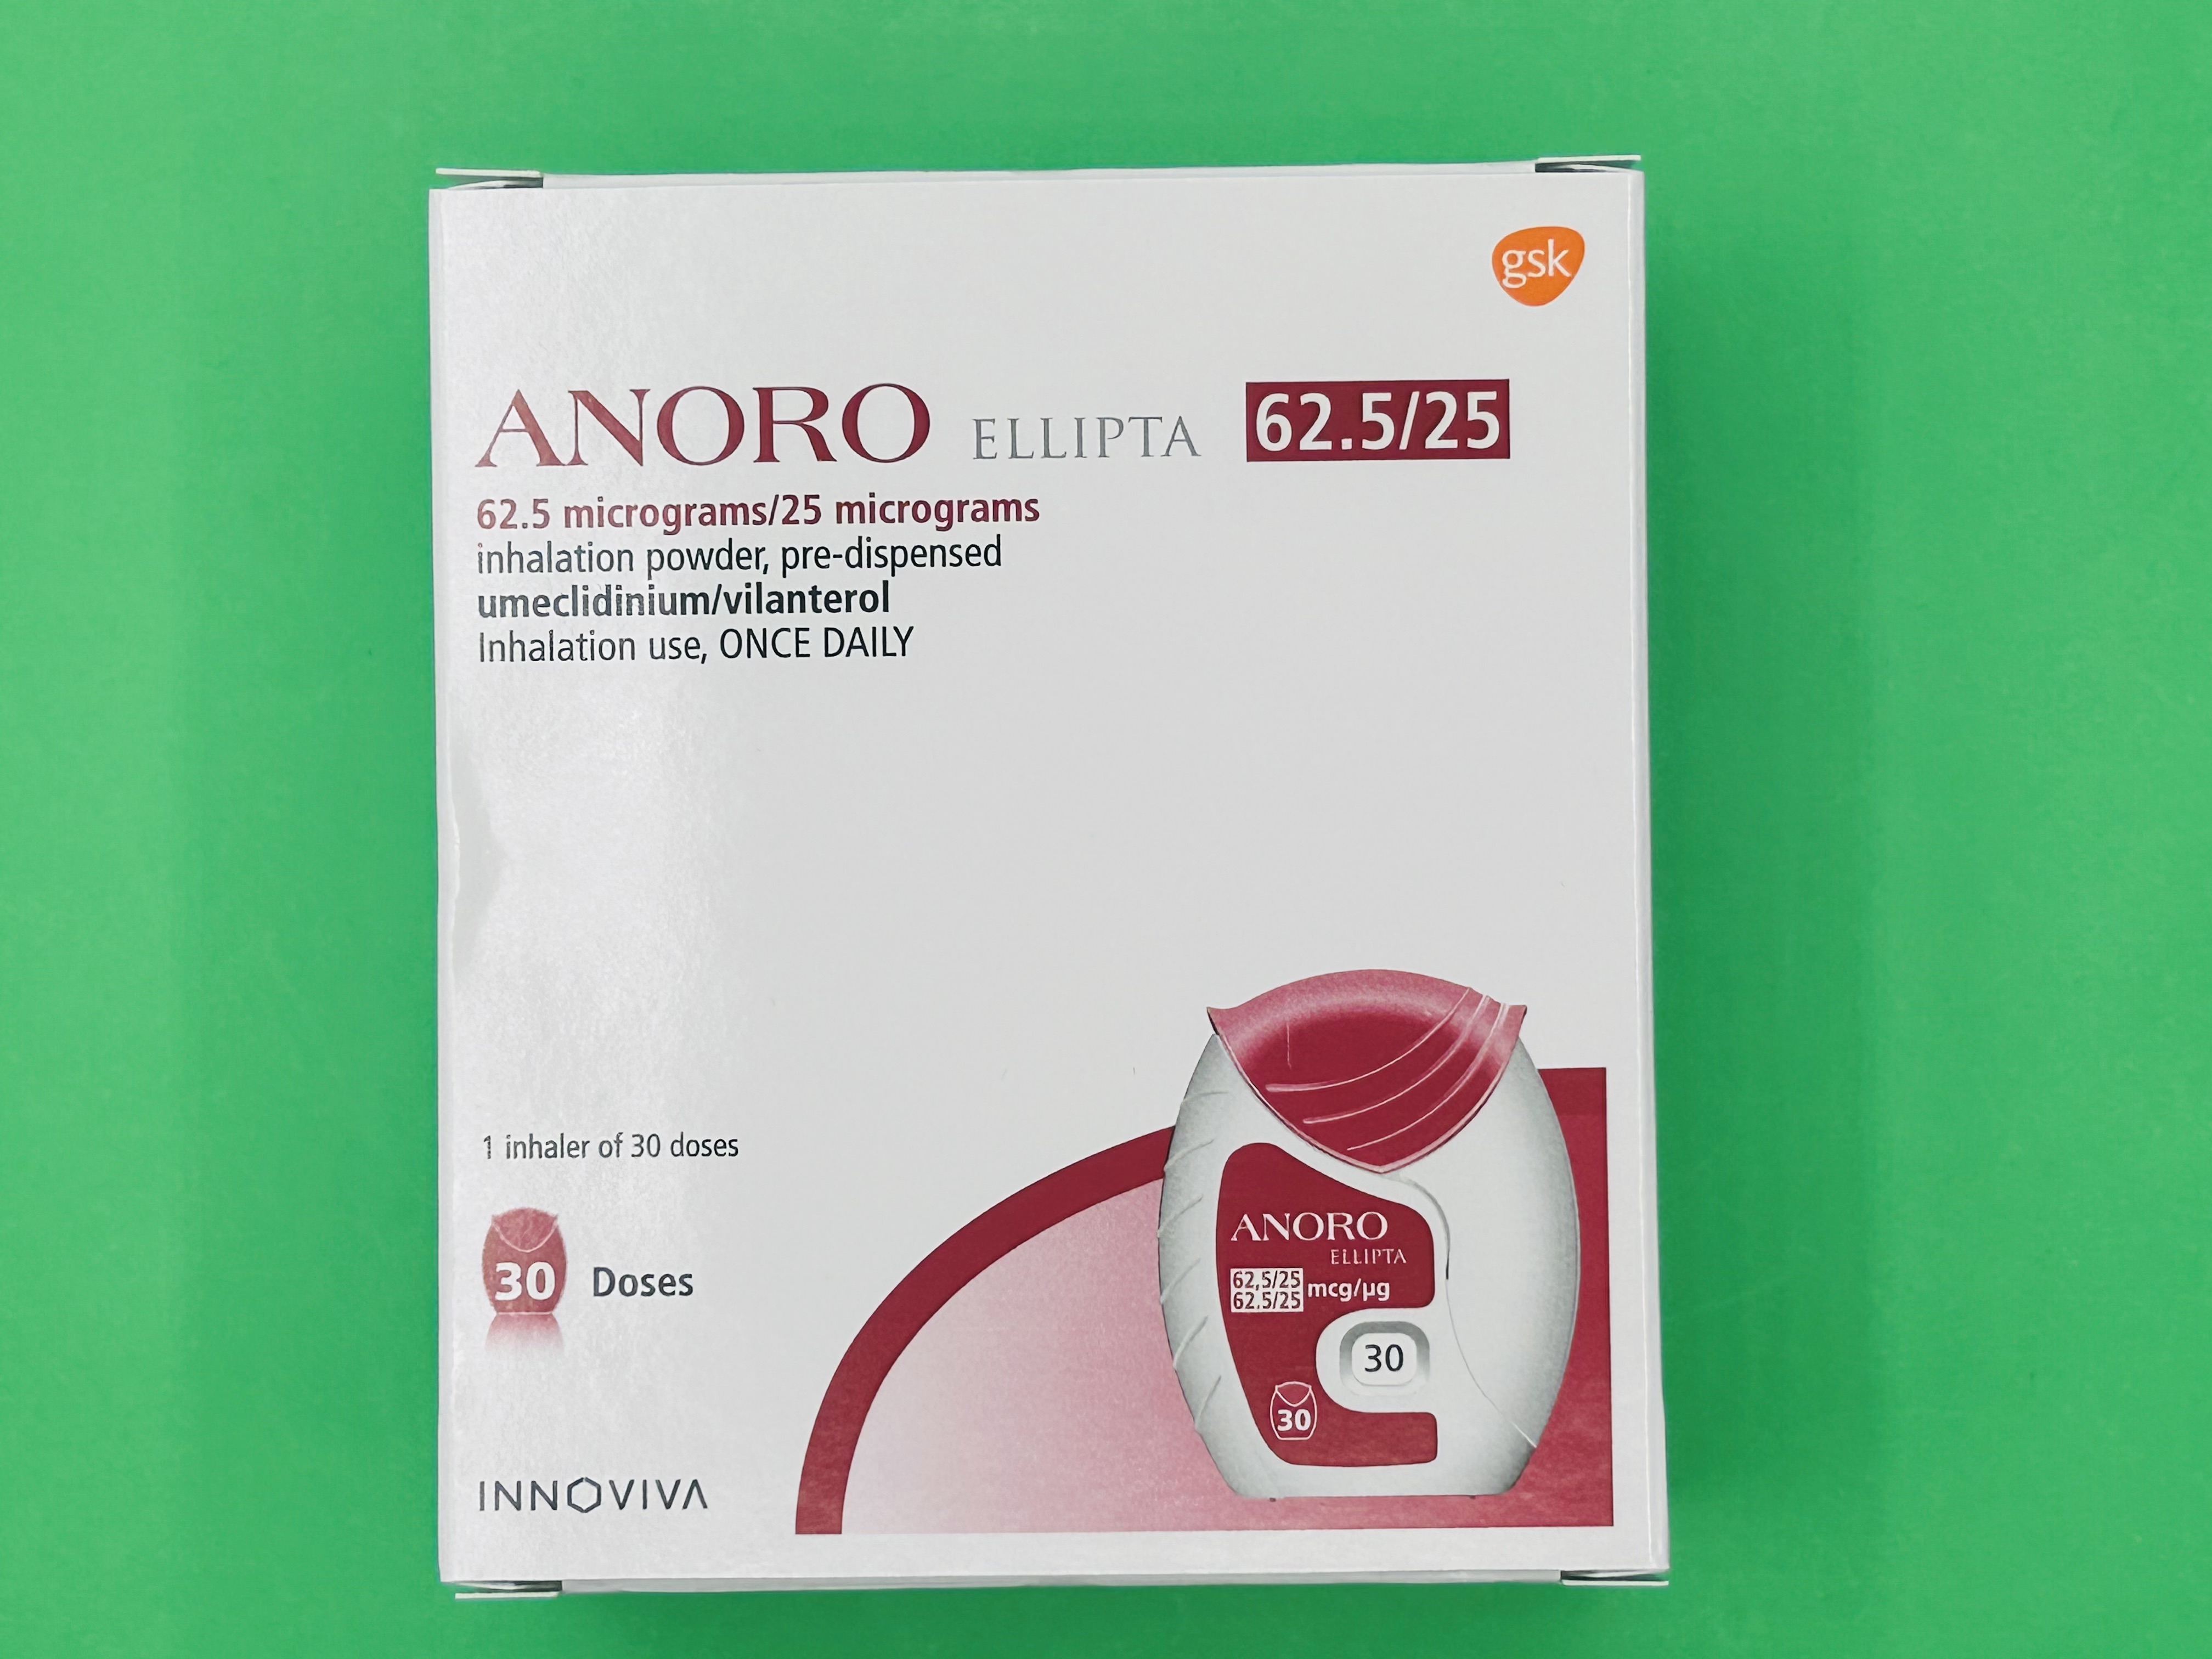 gsk
ANORO ELLIPTA 62.5/25
62.5 micrograms/25 micrograms
inhalation powder, pre-dispensed
umeclidinium/vilanterol
Inhalation use, ONCE DAILY
1 inhaler of 30 doses
30 Doses
INNOVIVA
ANORO
ELLIPTA
62,5/25
62.5/25 mcg/µg
30
30